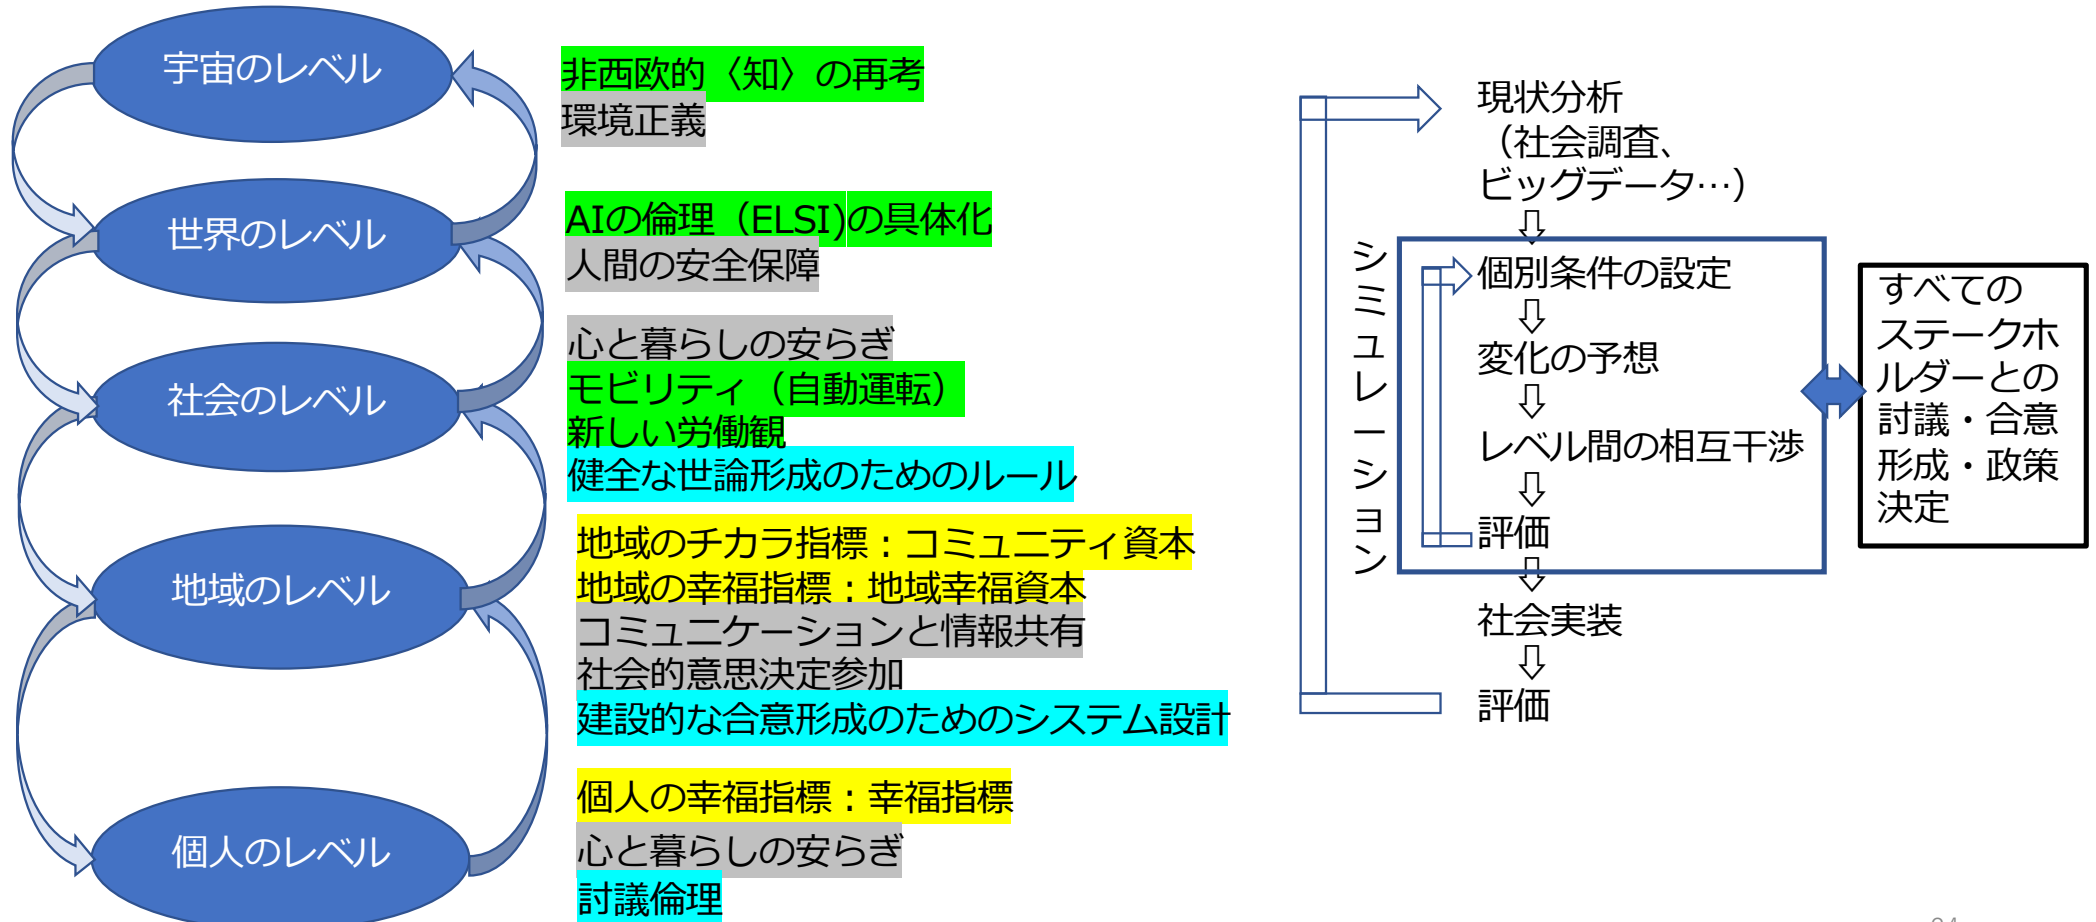 宇宙のレベル
世界のレベル
社会のレベル
地域のレベル
個人のレベル
非西欧的〈知〉の再考
環境正義
AIの倫理（ELSI)の具体化
人間の安全保障
心と暮らしの安らぎ
モビリティ（自動運転）
新しい労働観
健全な世論形成のためのルール
地域のチカラ指標：コミュニティ資本
地域の幸福指標：地域幸福資本
コミュニケーションと情報共有
社会的意思決定参加
建設的な合意形成のためのシステム設計
個人の幸福指標：幸福指標
心と暮らしの安らぎ
討議倫理
現状分析
（社会調査、
ビッグデータ…）
シミュレーション
個別条件の設定
変化の予想
レベル間の相互干渉
評価
社会実装
評価
すべての
ステークホ
ルダーとの
討議・合意
形成・政策
決定